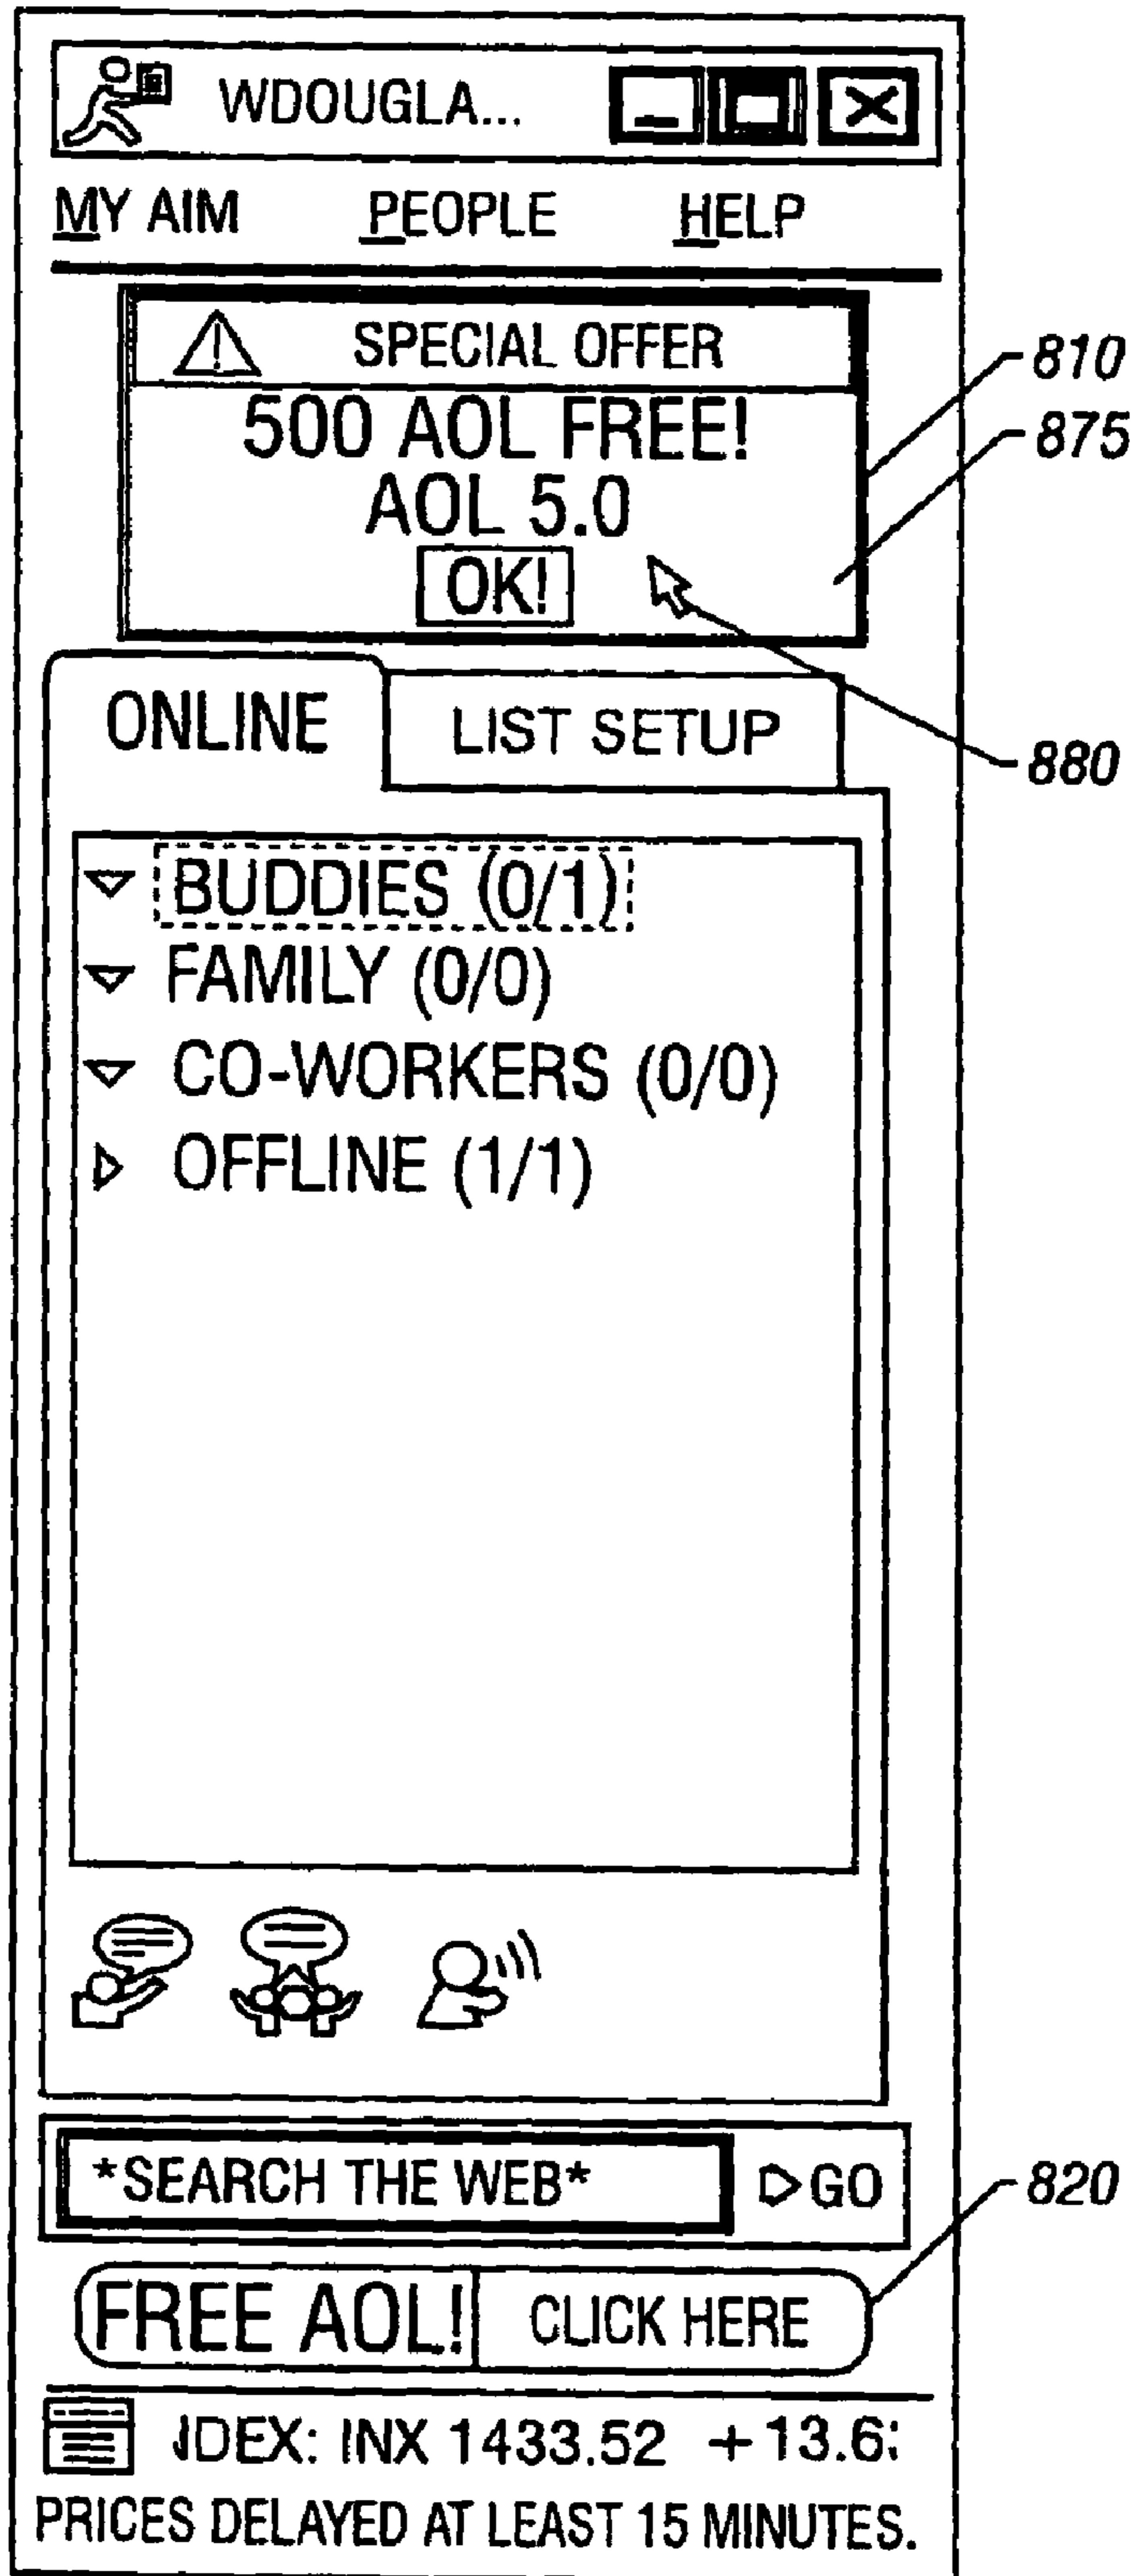 WDOUGLA...
MY AIM PEOPLE HELP
SPECIAL OFFER
500 AOL FREE!
AOL 5.0
OK!
810
875
880
ONLINE LIST SETUP
BUDDIES (0/1)
FAMILY (0/0)
CO-WORKERS (0/0)
OFFLINE (1/1)
*SEARCH THE WEB* GO
820
FREE AOL! CLICK HERE
NDEX: INX 1433.52 +13.6
PRICES DELAYED AT LEAST 15 MINUTES.